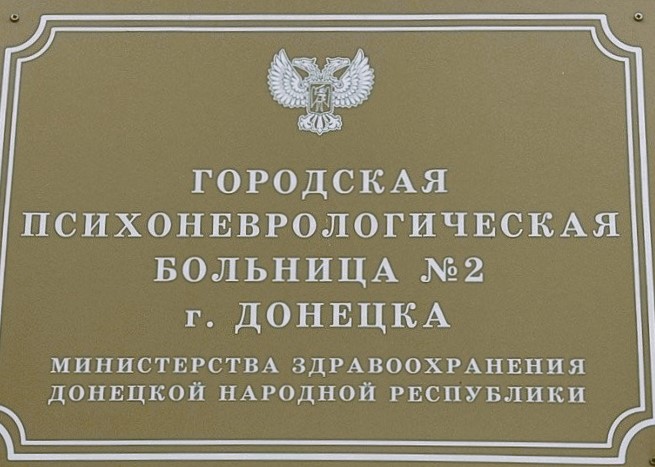 ГОРОДСКАЯ
ПСИХОНЕВРОЛОГИЧЕСКАЯ
БОЛЬНИЦА №2
г. ДОНЕЦКА
МИНИСТЕРСТВА ЗДРАВООХРАНЕНИЯ
ДОНЕЦКОЙ НАРОДНОЙ РЕСПУБЛИКИ